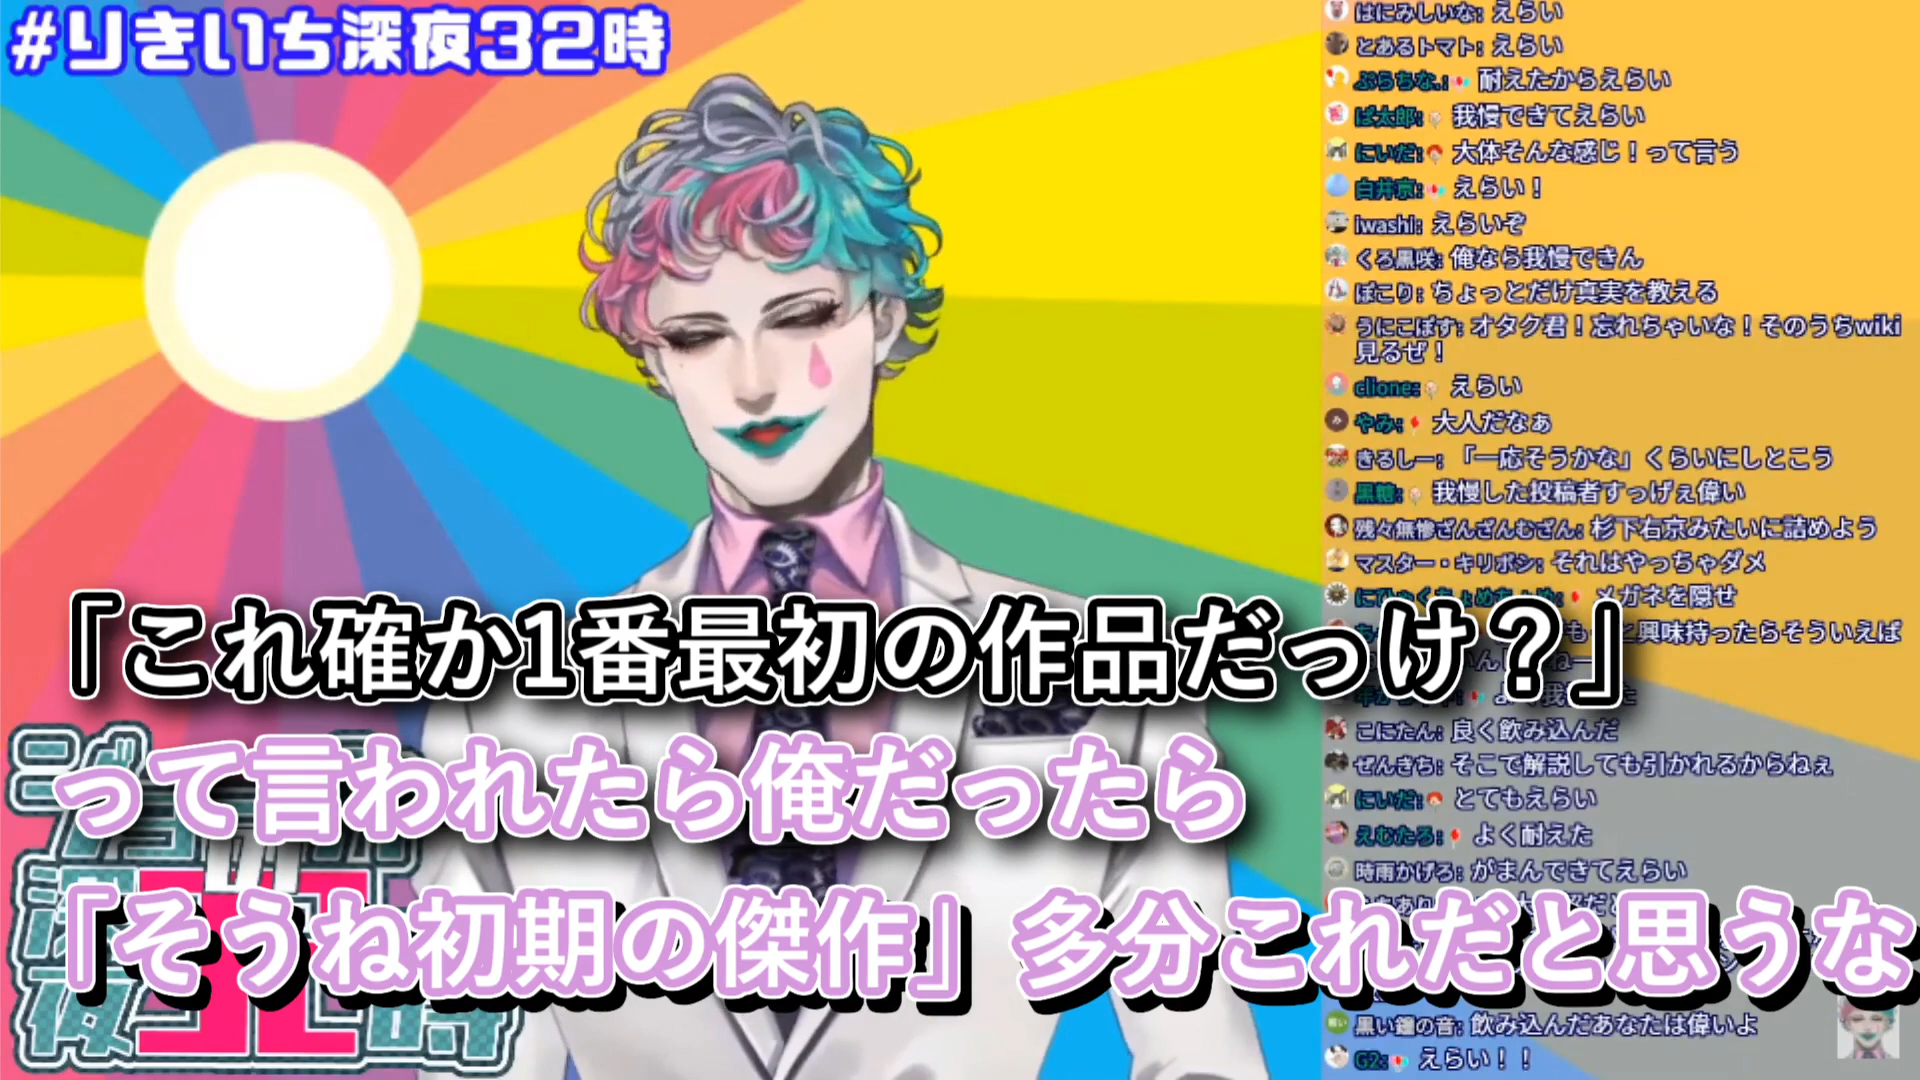 #りきいち深夜32時
「これ確か1番最初の作品だっけ？」
って言われたら俺だったら
「そうね初期の傑作」多分これだと思うな
はにみしいな: えらい
とあるトマト: えらい
ぷらちな.: 耐えたからえらい
ぱ太郎: 我慢できてえらい
にいだ: 大体そんな感じ！って言う
白井京: えらい！
iwashi: えらいぞ
くろ黒咲: 俺なら我慢できん
ぽこり: ちょっとだけ真実を教える
うにこぽす: オタク君！忘れちゃいな！そのうちwiki
見るぜ！
clione: えらい
やみ: 大人だなぁ
きるしー: 「一応そうかな」くらいにしとこう
黒糖: 我慢した投稿者すっげぇ偉い
残々無惨ざんざんむざん: 杉下右京みたいに詰めよう
マスター・キリボシ: それはやっちゃダメ
メガネを隠せ
興味持ったらそういえば
こにたん: 良く飲み込んだ
ぜんきち: そこで解説しても引かれるからねぇ
にいだ: とてもえらい
えむたろ: よく耐えた
時雨かげろ: がまんできてえらい
黒い鐘の音: 飲み込んだあなたは偉いよ
G2: えらい！！
深夜32時